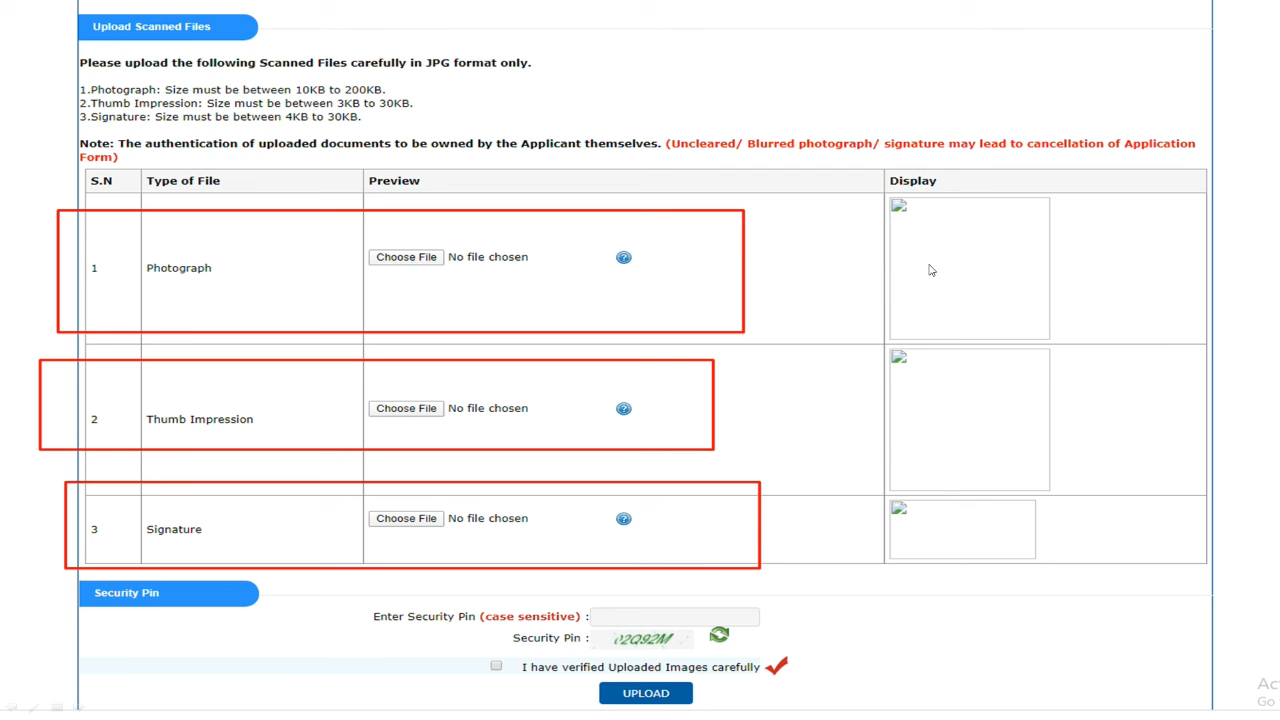 Upload Scanned Files
Please upload the following Scanned Files carefully in JPG format only.
1.Photograph: Size must be between 10KB to 200KB.
2.Thumb Impression: Size must be between 3KB to 30KB.
3.Signature: Size must be between 4KB to 30KB.
Note: The authentication of uploaded documents to be owned by the Applicant themselves. (Uncleared/ Blurred photograph/ signature may lead to cancellation of Application
Form)
S.N Type of File Preview Display
1 Photograph Choose File No file chosen ?
2 Thumb Impression Choose File No file chosen ?
3 Signature Choose File No file chosen ?
Security Pin
Enter Security Pin (case sensitive) :
Security Pin : 02Q92M
I have verified Uploaded Images carefully
UPLOAD
Go